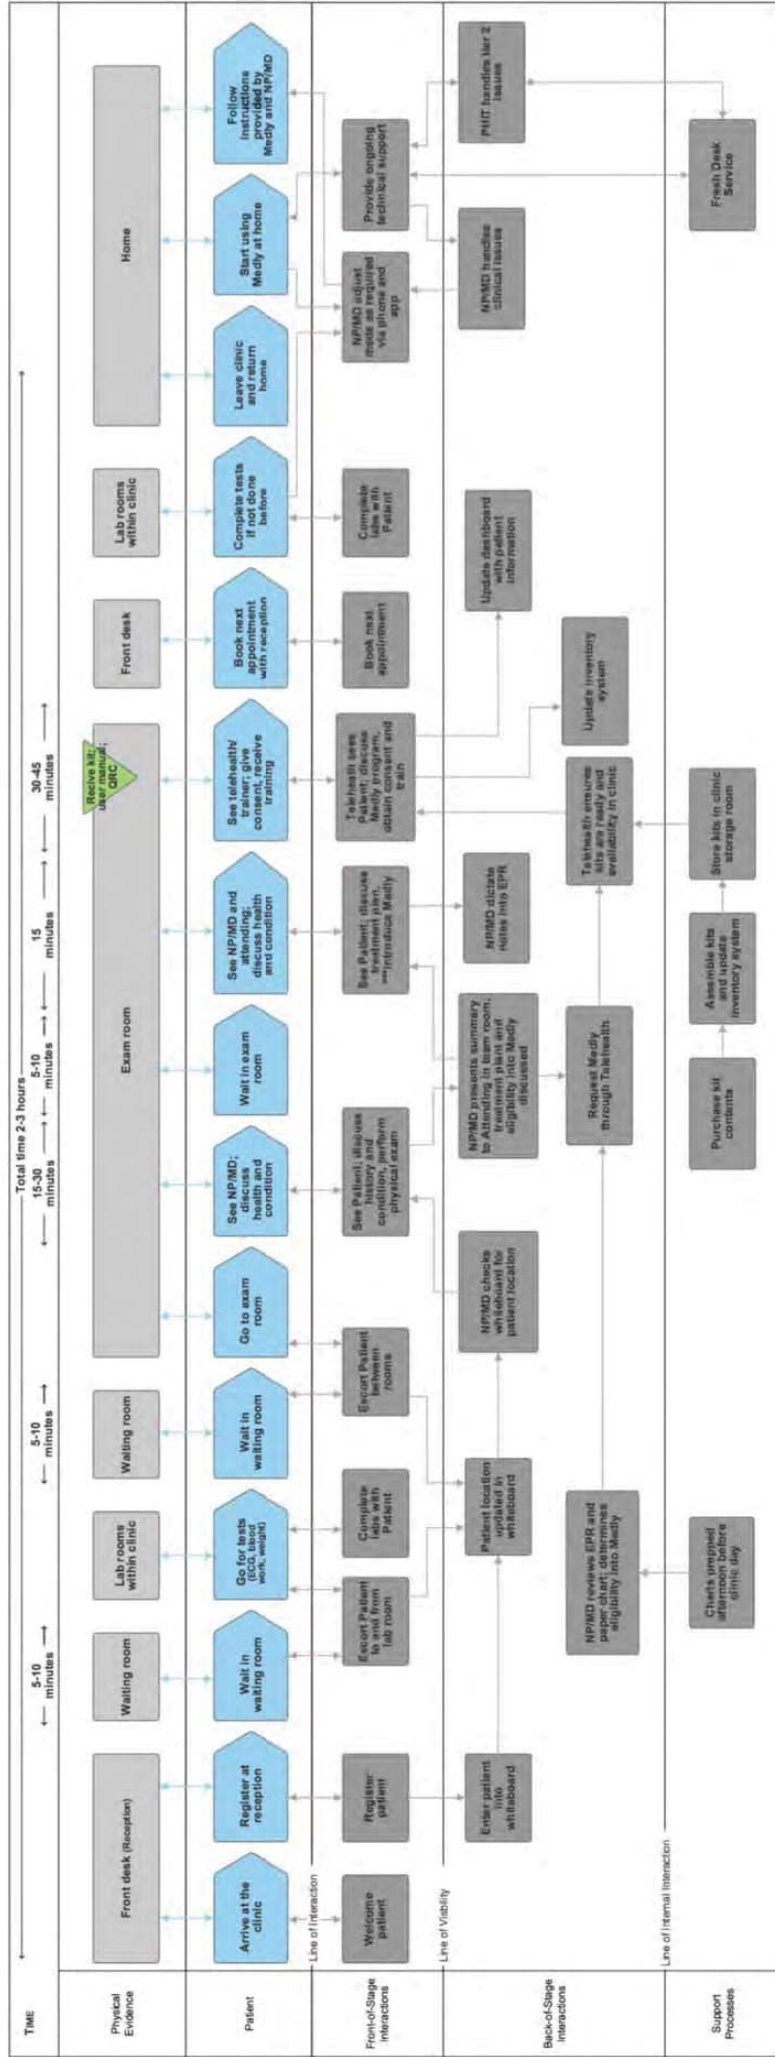 TIME
Total time 2-3 hours
5-10
minutes
5-10
minutes
15-30
minutes
5-10
minutes
15
minutes
30-45
minutes
Physical
Evidence
Front desk (Reception)
Waiting room
Lab rooms
within clinic
Waiting room
Exam room
Recive kit;
user manual;
QRC
Front desk
Lab rooms
within clinic
Home
Patient
Arrive at the
clinic
Register at
reception
Wait in
waiting room
Go for tests
(ECG, blood
work, weight)
Wait in
waiting room
Go to exam
room
See NP/MD;
discuss
health and
condition
Wait in exam
room
See NP/MD and
attending;
discuss health
and condition
See telehealth/
trainer; give
consent, receive
training
Book next
appointment
with reception
Complete tests
if not done
before
Leave clinic
and return
home
Start using
Medly at home
Follow
instructions
provided by
Medly and NP/MD
Line of Interaction
Front-of-Stage
Interactions
Welcome
patient
Register
patient
Escort Patient
to and from
lab room
Complete
labs with
Patient
Escort Patient
between
rooms
See Patient; discuss
history and
condition, perform
physical exam
See Patient; discuss
treatment plan,
***introduce Medly
Telehealth sees
Patient; discuss
Medly program,
obtain consent and
train
Book next
appointment
Complete
labs with
Patient
NP/MD adjust
meds as required
via phone and
app
Provide ongoing
technical support
Line of Visbility
Back-of-Stage
Interactions
Enter patient
into
whiteboard
Patient location
updated in
whiteboard
NP/MD checks
whiteboard for
patient location
NP/MD presents summary
to Attending in team room,
treatment plant and
eligibility into Medly
discussed
NP/MD dictate
notes into EPR
Update dashboard
with patient
information
NP/MD handles
clinical issues
PHIT handles tier 2
issues
NP/MD reviews EPR and
paper chart; determines
eligibility into Medly
Request Medly
through Telehealth
Telehealth ensures
kits are ready and
availability in clinic
Update inventory
system
Line of Internal Interaction
Support
Processes
Charts prepped
afternoon before
clinic day
Purchase kit
contents
Assemble kits
and update
inventory system
Store kits in clinic
storage room
Fresh Desk
Service